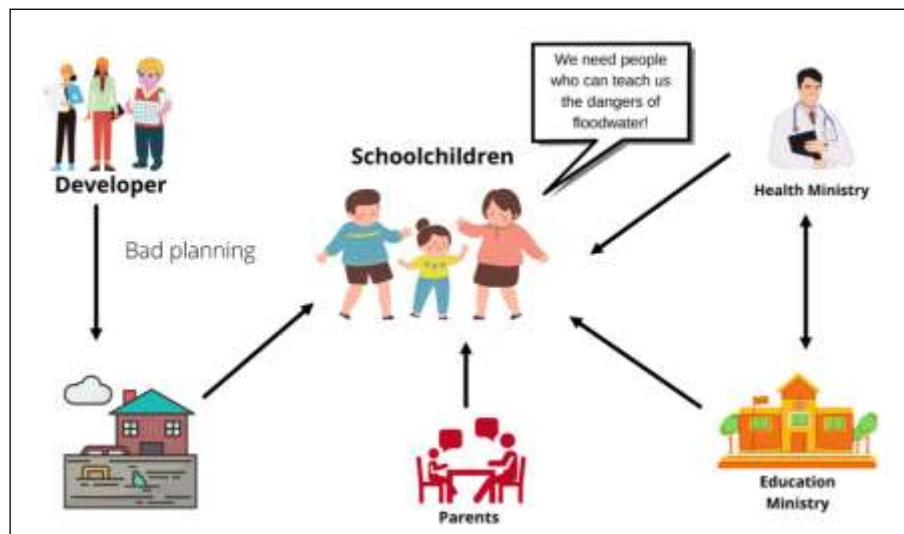 We need people
who can teach us
the dangers of
floodwater!
Schoolchildren
Developer
Health Ministry
Bad planning
Parents
Education
Ministry